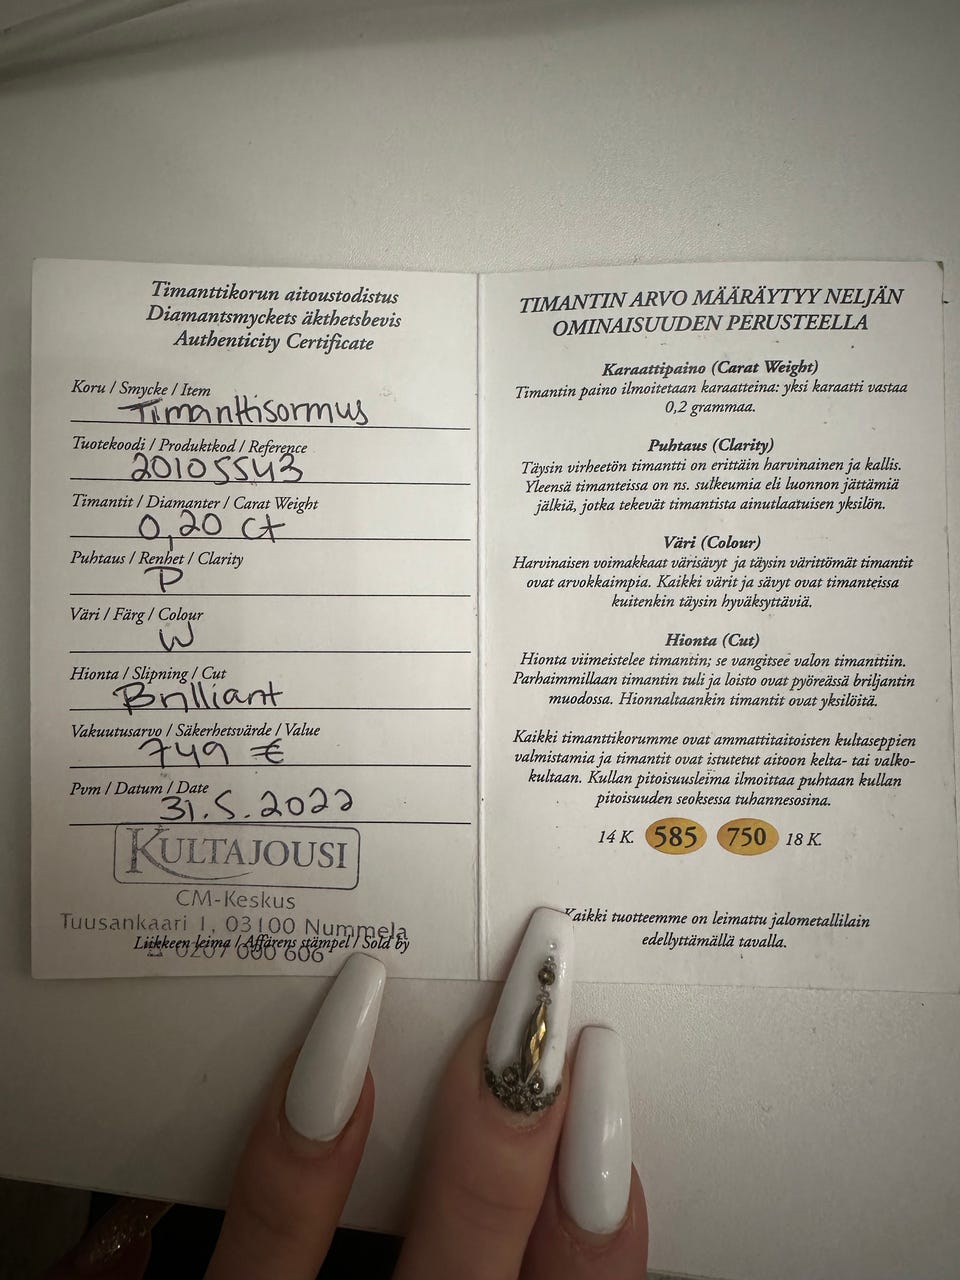 Timanttikorun aitoustodistus
Diamantsmyckets äkthetsbevis
Authenticity Certificate
Koru / Smycke / Item
Timanttisormus
Tuotekoodi / Produktkod / Reference
20105543
Timantit / Diamanter / Carat Weight
0,20 ct
Puhtaus / Renhet / Clarity
P
Väri / Färg / Colour
W
Hionta / Slipning / Cut
Brilliant
Vakuutusarvo / Säkerhetsvärde / Value
749 €
Pvm / Datum / Date
31.5.2022
KULTAJOUSI
CM-Keskus
Tuusankaari 1, 03100 Nummela
Liikkeen leima / Affärens stämpel / Sold by
☎ 0207 600 606
TIMANTIN ARVO MÄÄRÄYTYY NELJÄN
OMINAISUUDEN PERUSTEELLA
Karaattipaino (Carat Weight)
Timantin paino ilmoitetaan karaatteina: yksi karaatti vastaa
0,2 grammaa.
Puhtaus (Clarity)
Täysin virheetön timantti on erittäin harvinainen ja kallis.
Yleensä timanteissa on ns. sulkeumia eli luonnon jättämiä
jälkiä, jotka tekevät timantista ainutlaatuisen yksilön.
Väri (Colour)
Harvinaisen voimakkaat värisävyt ja täysin värittömät timantit
ovat arvokkaimpia. Kaikki värit ja sävyt ovat timanteissa
kuitenkin täysin hyväksyttäviä.
Hionta (Cut)
Hionta viimeistelee timantin; se vangitsee valon timanttiin.
Parhaimmillaan timantin tuli ja loisto ovat pyöreässä briljantin
muodossa. Hionnaltaankin timantit ovat yksilöitä.
Kaikki timanttikorumme ovat ammattitaitoisten kultaseppien
valmistamia ja timantit ovat istutetut aitoon kelta- tai valko-
kultaan. Kullan pitoisuusleima ilmoittaa puhtaan kullan
pitoisuuden seoksessa tuhannesosina.
14 K. 585 750 18 K.
Kaikki tuotteemme on leimattu jalometallilain
edellyttämällä tavalla.